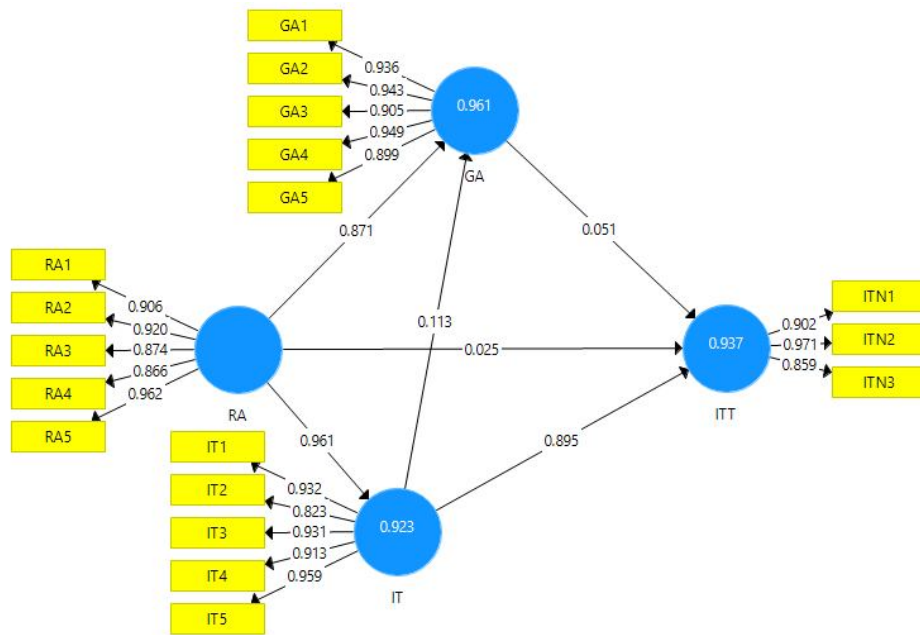 GA1
GA2
GA3
GA4
GA5
0.936
0.943
0.905
0.949
0.899
0.961
GA
0.871
0.051
RA1
RA2
RA3
RA4
RA5
0.906
0.920
0.874
0.866
0.962
RA
0.113
0.025
0.937
ITT
0.902
0.971
0.859
ITN1
ITN2
ITN3
0.961
0.895
IT1
IT2
IT3
IT4
IT5
0.932
0.823
0.931
0.913
0.959
0.923
IT